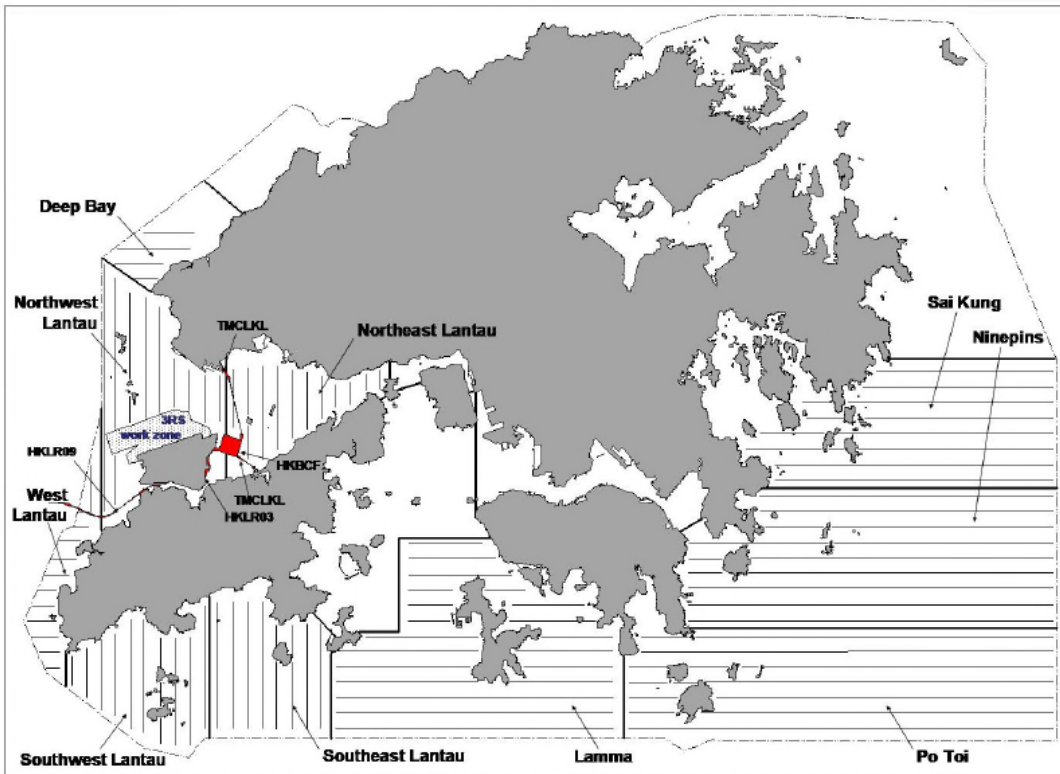 Deep Bay
Northwest
Lantau
TMCLKL
Northeast Lantau
Sai Kung
Ninepins
3RS
work zone
HKLR09
HKBCF
West
Lantau
TMCLKL
HKLR03
Southwest Lantau
Southeast Lantau
Lamma
Po Toi